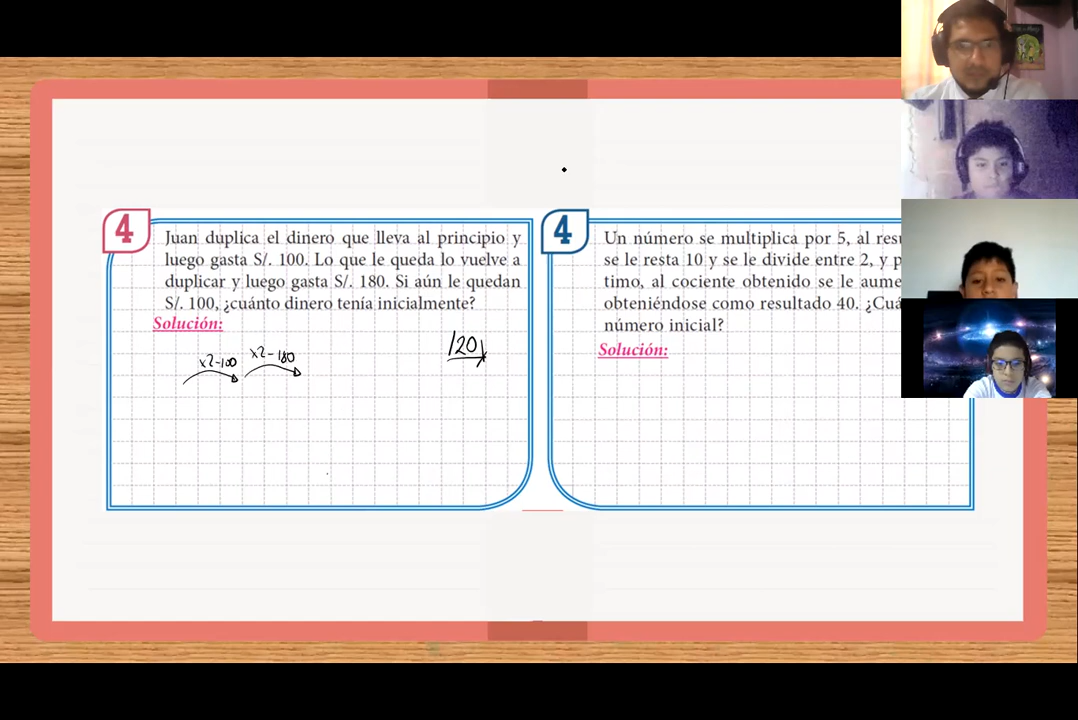 4
Juan duplica el dinero que lleva al principio y
luego gasta S/. 100. Lo que le queda lo vuelve a
duplicar y luego gasta S/. 180. Si aún le quedan
S/. 100, ¿cuánto dinero tenía inicialmente?
Solución:
x2-100
x2-180
120
4
Un número se multiplica por 5, al
se le resta 10 y se le divide entre 2, y
timo, al cociente obtenido se le
obteniéndose como resultado 40.
número inicial?
Solución: